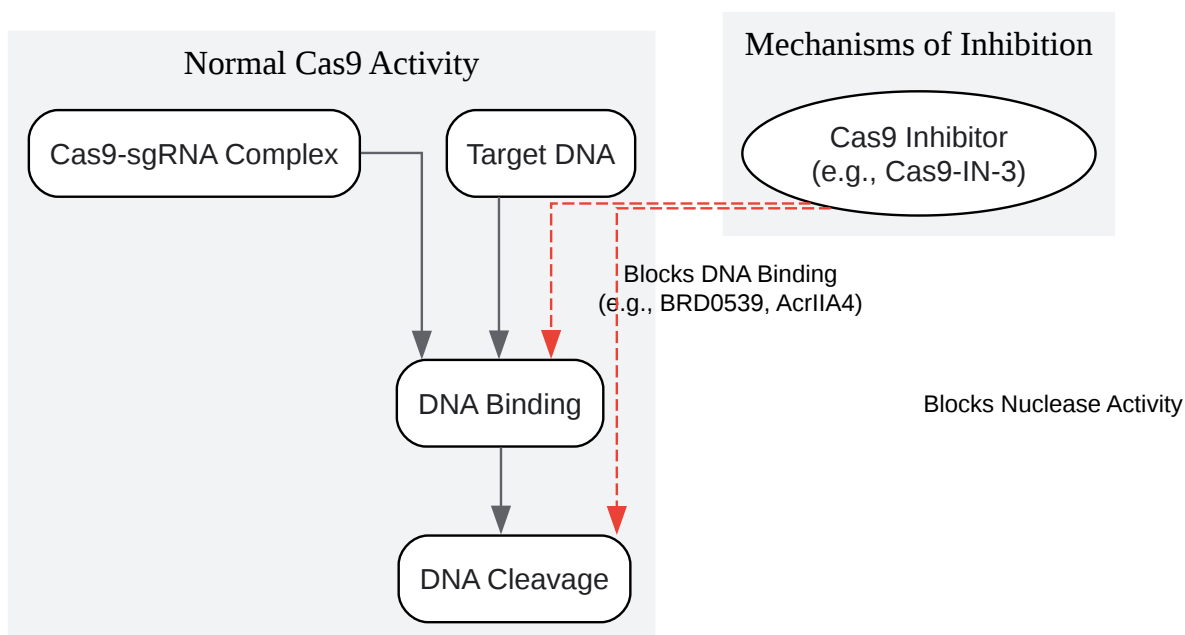 Normal Cas9 Activity
Mechanisms of Inhibition
Cas9-sgRNA Complex
Target DNA
Cas9 Inhibitor
(e.g., Cas9-IN-3)
Blocks DNA Binding
(e.g., BRD0539, AcrIIA4)
DNA Binding
Blocks Nuclease Activity
DNA Cleavage